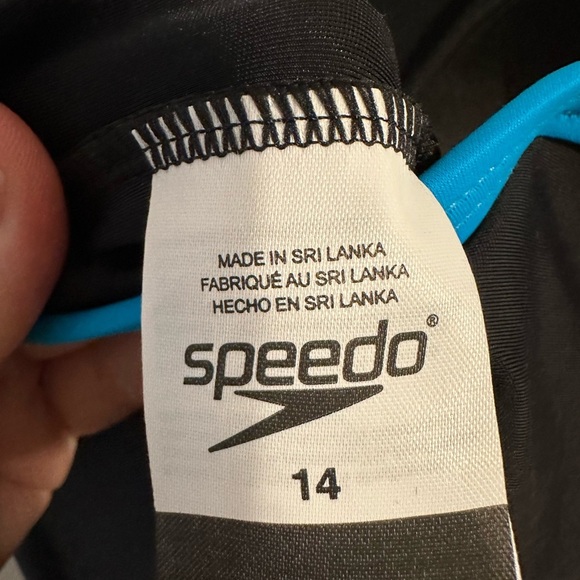 MADE IN SRI LANKA
FABRIQUÉ AU SRI LANKA
HECHO EN SRI LANKA
speedo®
14